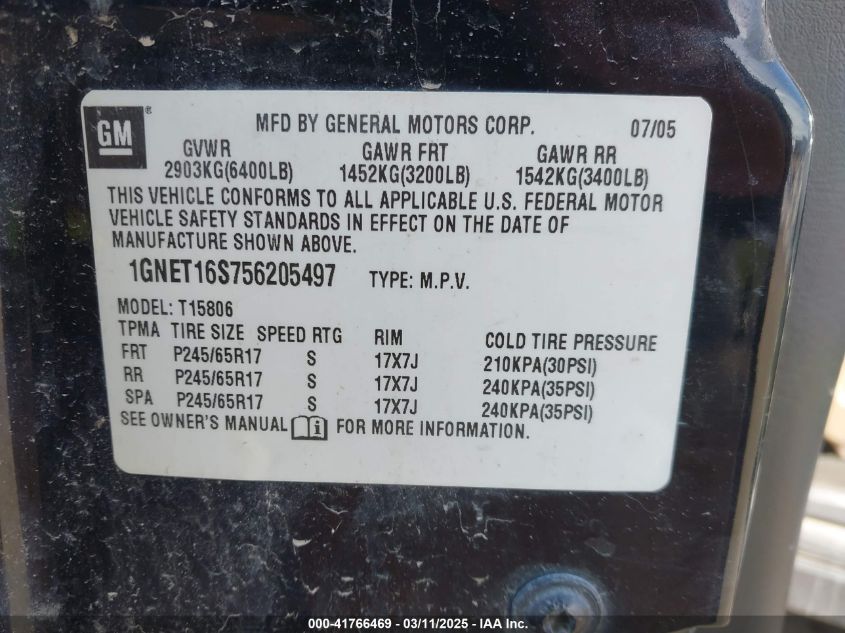 GM ®
MFD BY GENERAL MOTORS CORP. 07/05
GVWR GAWR FRT GAWR RR
2903KG(6400LB) 1452KG(3200LB) 1542KG(3400LB)
THIS VEHICLE CONFORMS TO ALL APPLICABLE U.S. FEDERAL MOTOR
VEHICLE SAFETY STANDARDS IN EFFECT ON THE DATE OF
MANUFACTURE SHOWN ABOVE.
1GNET16S756205497 TYPE: M.P.V.
MODEL: T15806
TPMA TIRE SIZE SPEED RTG RIM COLD TIRE PRESSURE
FRT P245/65R17 S 17X7J 210KPA(30PSI)
RR P245/65R17 S 17X7J 240KPA(35PSI)
SPA P245/65R17 S 17X7J 240KPA(35PSI)
SEE OWNER'S MANUAL i FOR MORE INFORMATION.
000-41766469 - 03/11/2025 - IAA Inc.